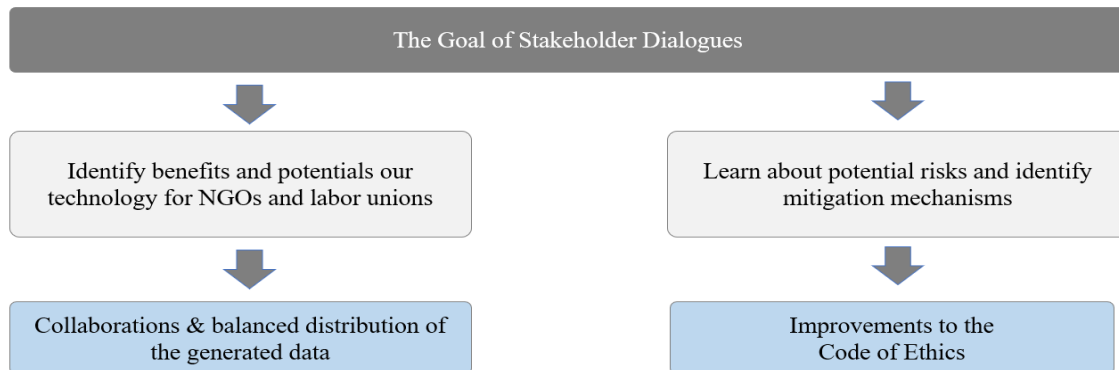 The Goal of Stakeholder Dialogues
Identify benefits and potentials our
technology for NGOs and labor unions
Learn about potential risks and identify
mitigation mechanisms
Collaborations & balanced distribution of
the generated data
Improvements to the
Code of Ethics